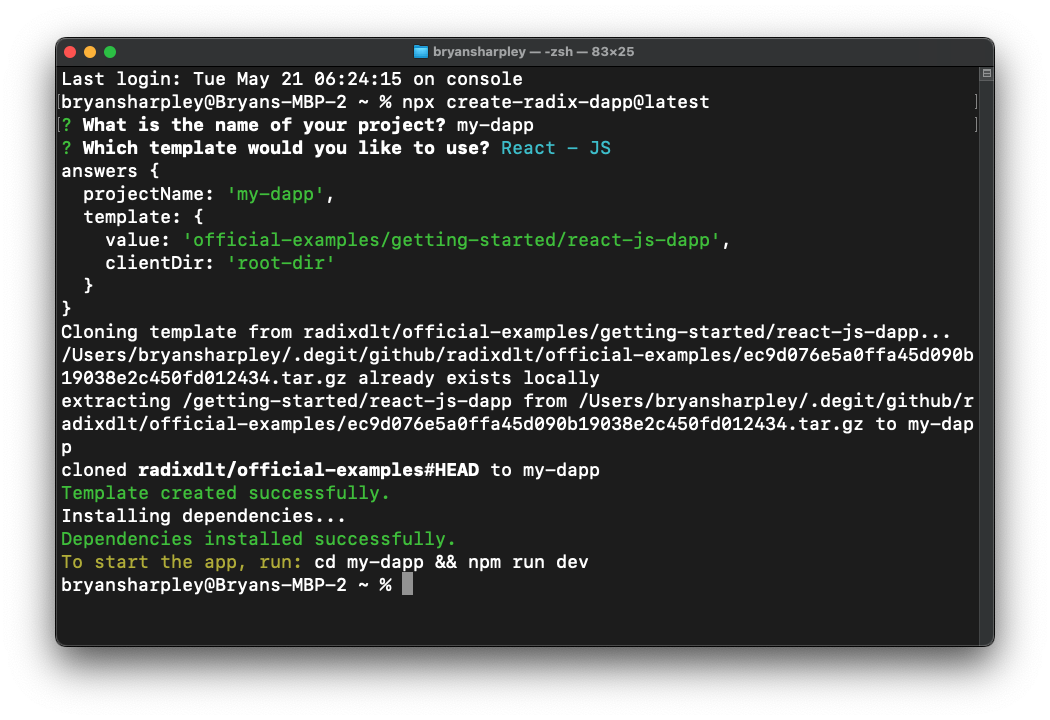 bryansharpley — -zsh — 83×25
Last login: Tue May 21 06:24:15 on console
[bryansharpley@Bryans-MBP-2 ~ % npx create-radix-dapp@latest ]
[? What is the name of your project? my-dapp ]
? Which template would you like to use? React – JS
answers {
  projectName: 'my-dapp',
  template: {
    value: 'official-examples/getting-started/react-js-dapp',
    clientDir: 'root-dir'
  }
}
Cloning template from radixdlt/official-examples/getting-started/react-js-dapp...
/Users/bryansharpley/.degit/github/radixdlt/official-examples/ec9d076e5a0ffa45d090b
19038e2c450fd012434.tar.gz already exists locally
extracting /getting-started/react-js-dapp from /Users/bryansharpley/.degit/github/r
adixdlt/official-examples/ec9d076e5a0ffa45d090b19038e2c450fd012434.tar.gz to my-dap
p
cloned radixdlt/official-examples#HEAD to my-dapp
Template created successfully.
Installing dependencies...
Dependencies installed successfully.
To start the app, run: cd my-dapp && npm run dev
bryansharpley@Bryans-MBP-2 ~ %